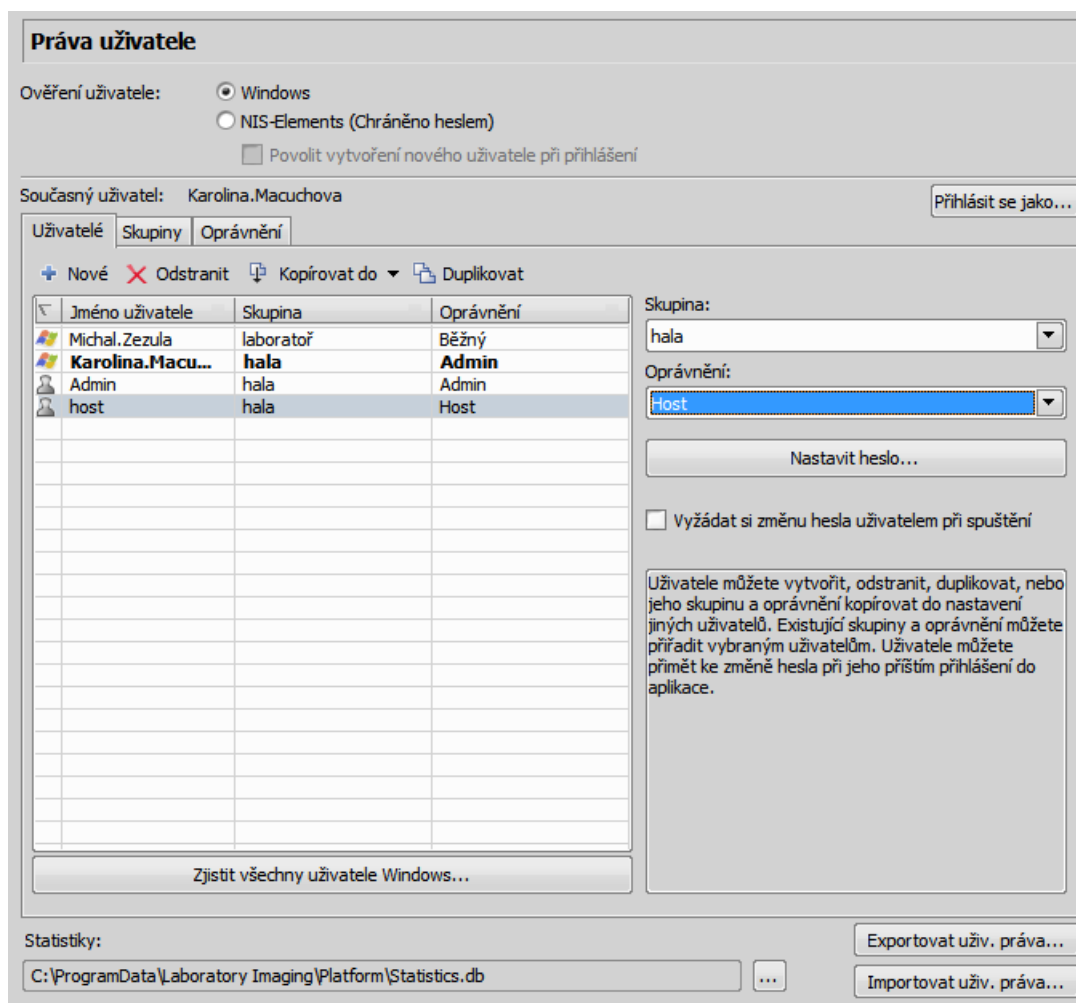 Práva uživatele
Ověření uživatele:
Windows
NIS-Elements (Chráněno heslem)
Povolit vytvoření nového uživatele při přihlášení
Současný uživatel: Karolina.Macuchova
Přihlásit se jako...
Uživatelé Skupiny Oprávnění
Nové Odstranit Kopírovat do Duplikovat
Jméno uživatele Skupina Oprávnění
Michal.Zezula laboratoř Běžný
Karolina.Macu... hala Admin
Admin hala Admin
host hala Host
Zjistit všechny uživatele Windows...
Skupina:
hala
Oprávnění:
Host
Nastavit heslo...
Vyžádat si změnu hesla uživatelem při spuštění
Uživatele můžete vytvořit, odstranit, duplikovat, nebo
jeho skupinu a oprávnění kopírovat do nastavení
jiných uživatelů. Existující skupiny a oprávnění můžete
přiřadit vybraným uživatelům. Uživatele můžete
přimět ke změně hesla při jeho příštím přihlášení do
aplikace.
Statistiky:
C:\ProgramData\Laboratory Imaging\Platform\Statistics.db
...
Exportovat uživ. práva...
Importovat uživ. práva...